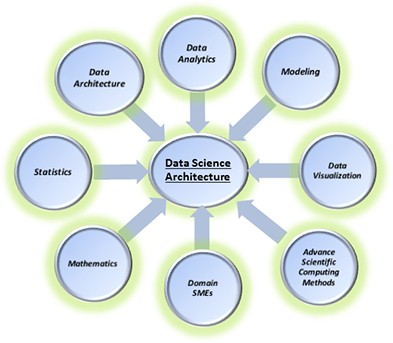 Data
Analytics
Data
Architecture
Modeling
Statistics
Data Science
Architecture
Data
Visualization
Mathematics
Domain
SMEs
Advance
Scientific
Computing
Methods